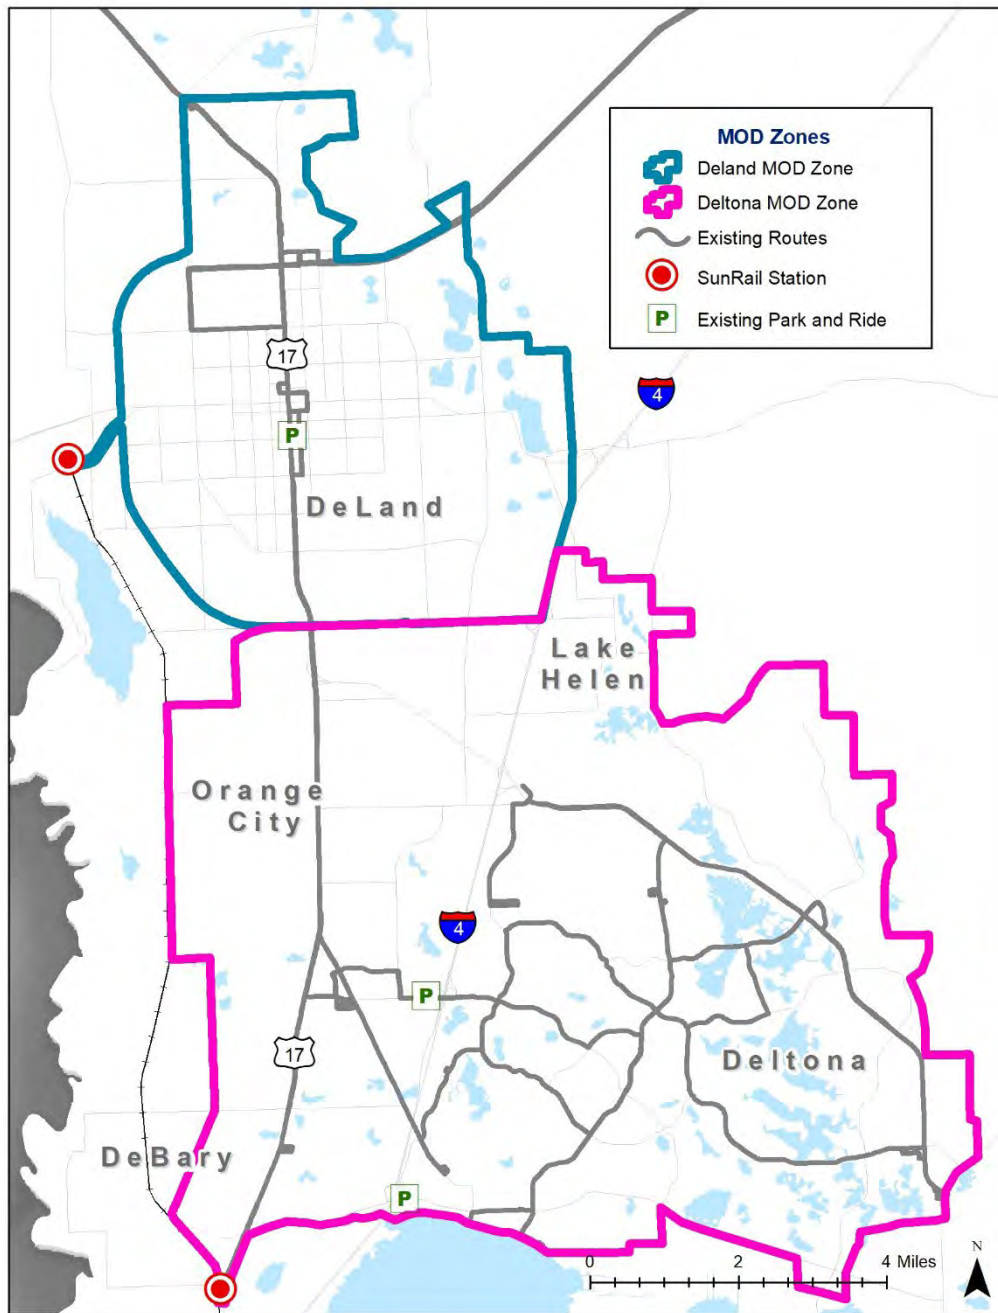 MOD Zones
Deland MOD Zone
Deltona MOD Zone
Existing Routes
SunRail Station
P
Existing Park and Ride
17
4
P
DeLand
Lake
Helen
Orange
City
4
P
17
Deltona
DeBary
P
0
2
4 Miles
N